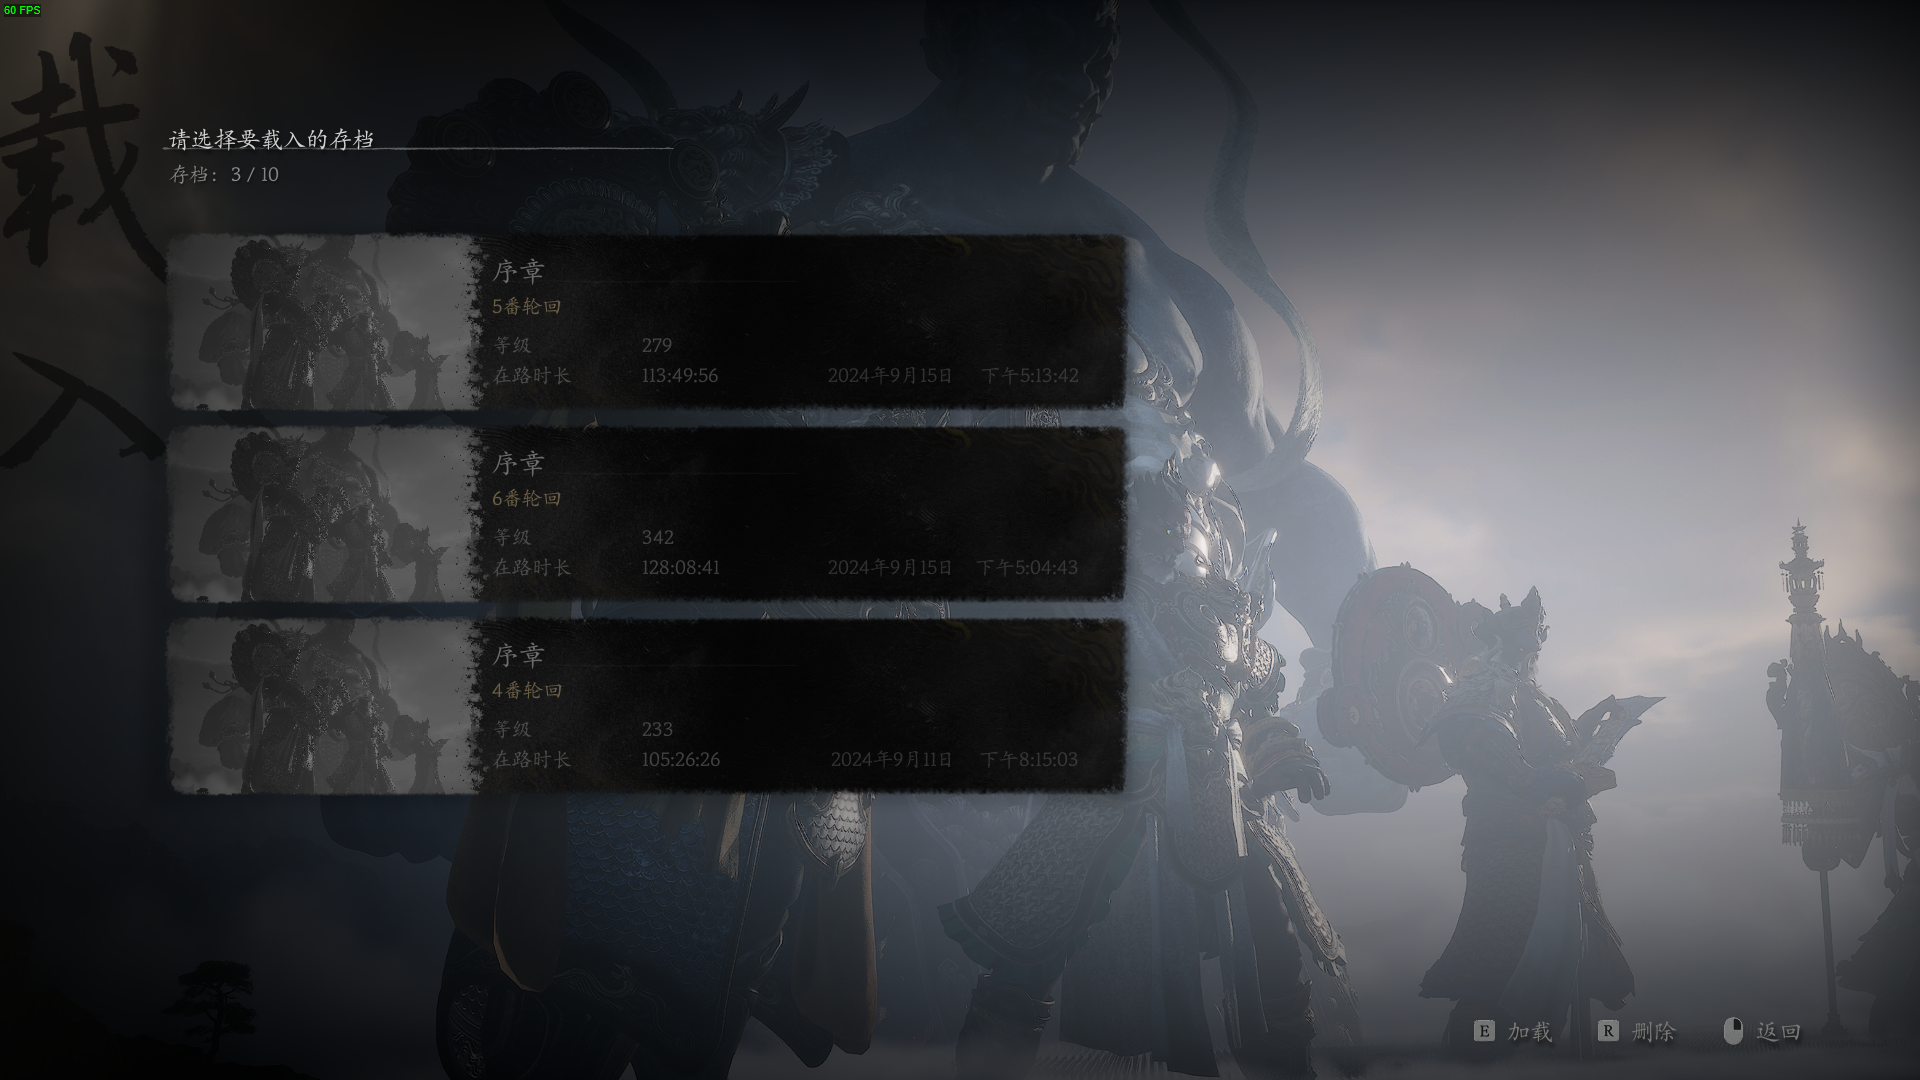 60 FPS
载入
请选择要载入的存档
存档： 3 / 10
序章
5番轮回
等级 279
在路时长 113:49:56 2024年9月15日 下午5:13:42
序章
6番轮回
等级 342
在路时长 128:08:41 2024年9月15日 下午5:04:43
序章
4番轮回
等级 233
在路时长 105:26:26 2024年9月11日 下午8:15:03
E 加载 R 删除 返回